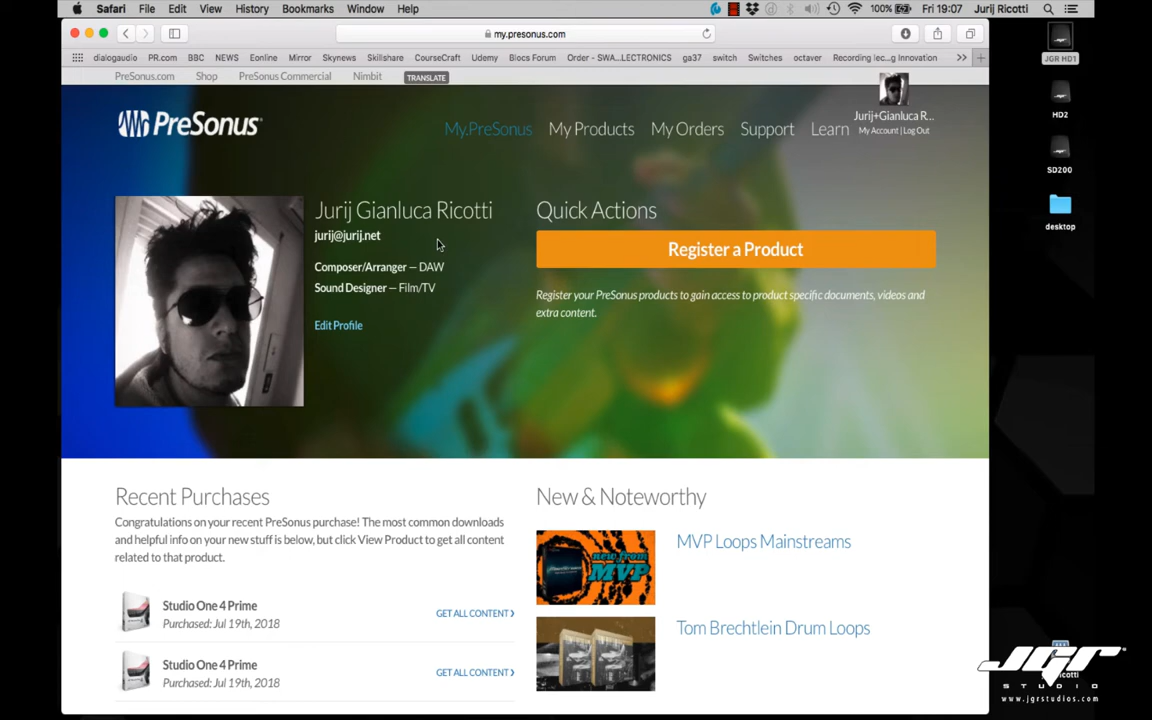 Safari File Edit View History Bookmarks Window Help 100% Fri 19:07 Jurij Ricotti
my.presonus.com
dialogaudio PR.com BBC NEWS Eonline Mirror Skynews Skillshare CourseCraft Udemy Blocs Forum Order - SWA...LECTRONICS ga37 switch Switches octaver Recording lec...g Innovation >>
PreSonus.com Shop PreSonus Commercial Nimbit TRANSLATE
JGR HD1
HD2
SD200
desktop
PreSonus
My.PreSonus My Products My Orders Support Learn
Jurij+Gianluca R...
My Account | Log Out
Jurij Gianluca Ricotti
jurij@jurij.net
Composer/Arranger – DAW
Sound Designer – Film/TV
Edit Profile
Quick Actions
Register a Product
Register your PreSonus products to gain access to product specific documents, videos and
extra content.
Recent Purchases
Congratulations on your recent PreSonus purchase! The most common downloads
and helpful info on your new stuff is below, but click View Product to get all content
related to that product.
Studio One 4 Prime
Purchased: Jul 19th, 2018
GET ALL CONTENT
Studio One 4 Prime
Purchased: Jul 19th, 2018
GET ALL CONTENT
New & Noteworthy
new from
MVP
MVP Loops Mainstreams
Tom Brechtlein Drum Loops
JGR
STUDIO
www.jgrstudios.com